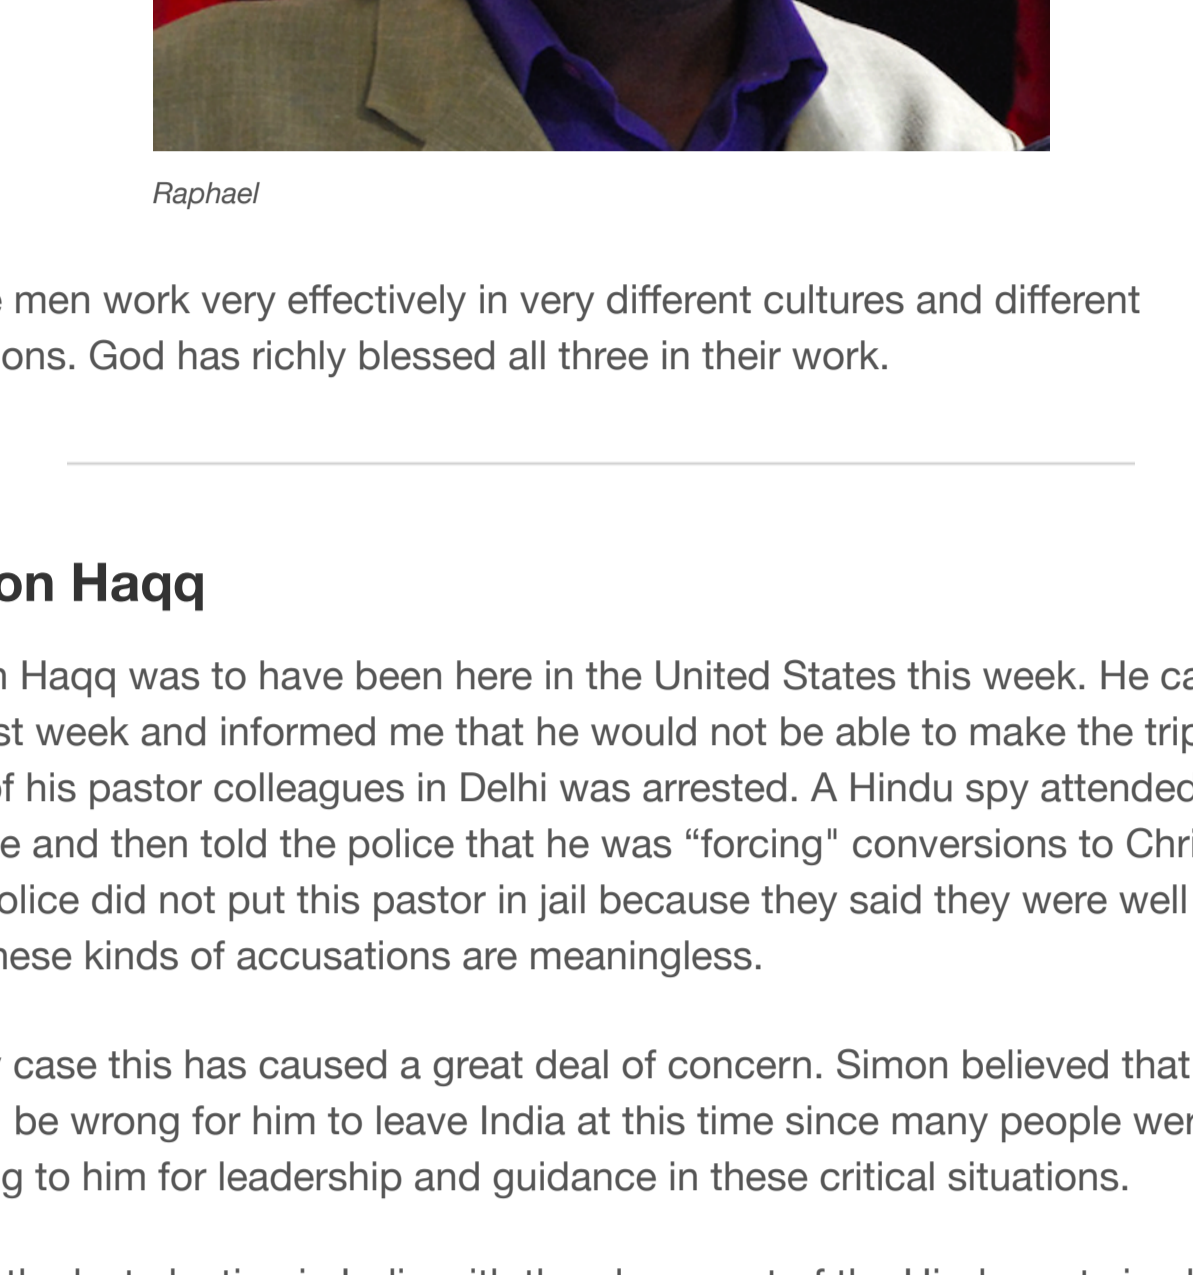 Raphael
men work very effectively in very different cultures and different
ons. God has richly blessed all three in their work.
on Haqq
Haqq was to have been here in the United States this week. He ca
st week and informed me that he would not be able to make the trip
of his pastor colleagues in Delhi was arrested. A Hindu spy attended
e and then told the police that he was “forcing" conversions to Chri
olice did not put this pastor in jail because they said they were well
hese kinds of accusations are meaningless.
case this has caused a great deal of concern. Simon believed that
be wrong for him to leave India at this time since many people wer
g to him for leadership and guidance in these critical situations.